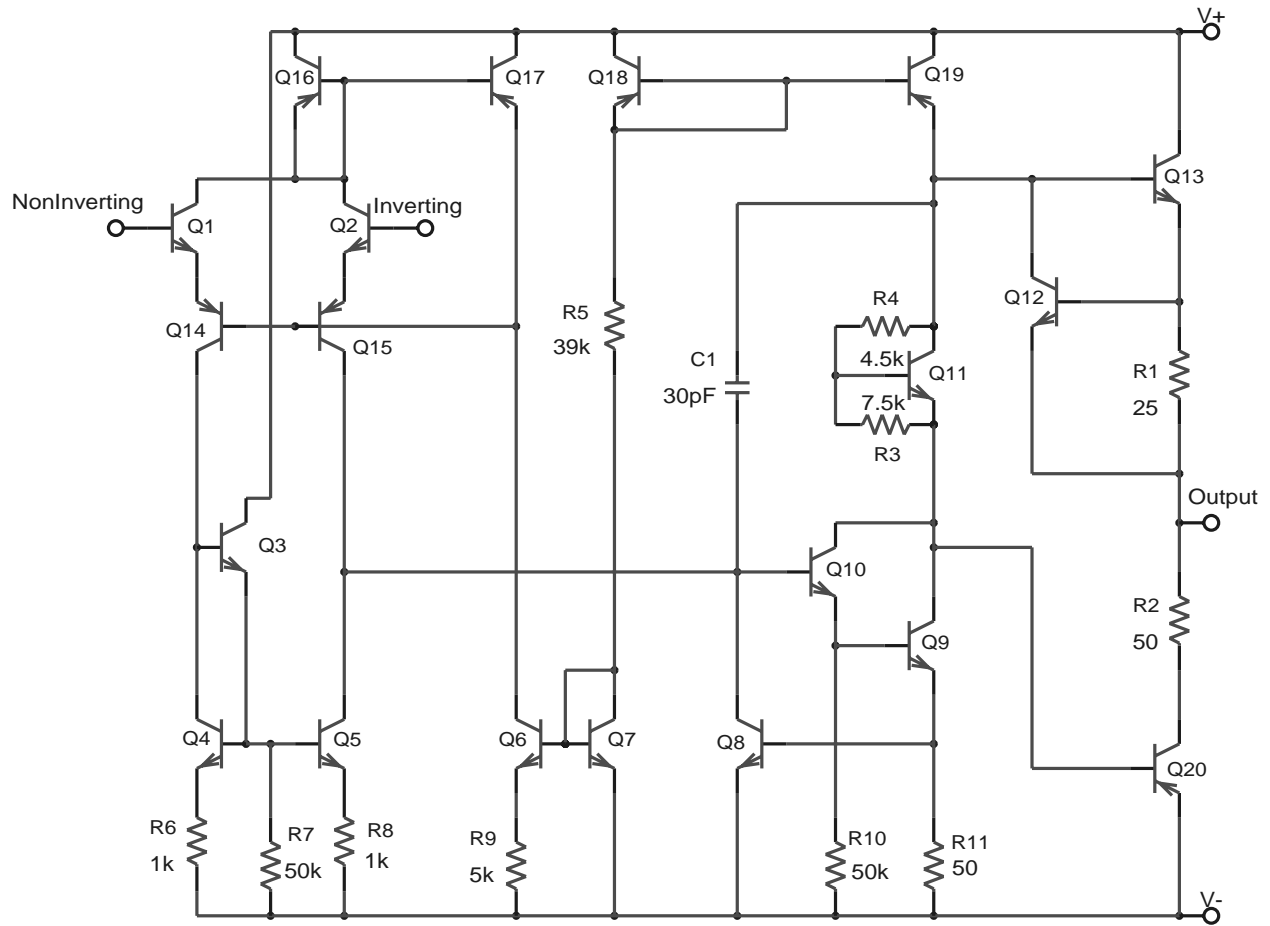 V+
Q16
Q17
Q18
Q19
Q13
NonInverting
Q1
Q2
Inverting
Q12
R4
4.5k
Q11
7.5k
R3
Q14
Q15
R5
39k
C1
30pF
R1
25
Output
Q3
Q10
Q9
R2
50
Q4
Q5
Q6
Q7
Q8
Q20
R6
1k
R7
50k
R8
1k
R9
5k
R10
50k
R11
50
V-